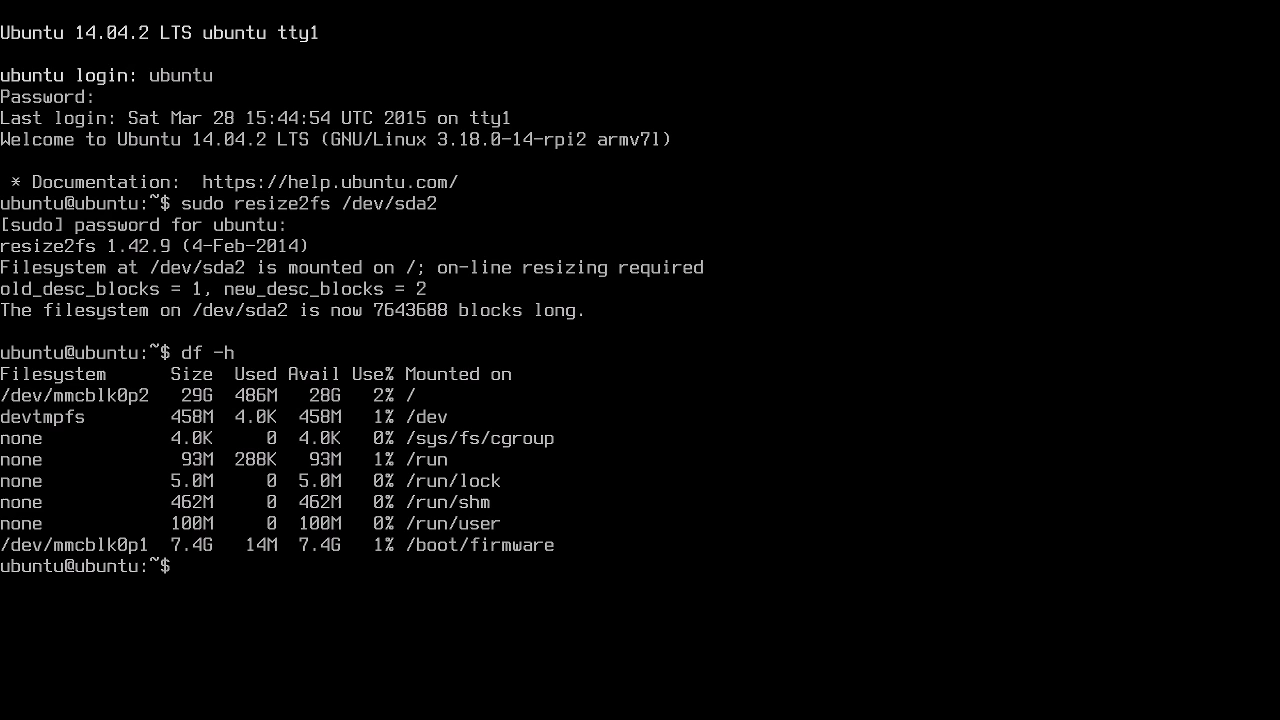 Ubuntu 14.04.2 LTS ubuntu tty1
ubuntu login: ubuntu
Password:
Last login: Sat Mar 28 15:44:54 UTC 2015 on tty1
Welcome to Ubuntu 14.04.2 LTS (GNU/Linux 3.18.0-14-rpi2 armv7l)
* Documentation:  https://help.ubuntu.com/
ubuntu@ubuntu:~$ sudo resize2fs /dev/sda2
[sudo] password for ubuntu:
resize2fs 1.42.9 (4-Feb-2014)
Filesystem at /dev/sda2 is mounted on /; on-line resizing required
old_desc_blocks = 1, new_desc_blocks = 2
The filesystem on /dev/sda2 is now 7643688 blocks long.
ubuntu@ubuntu:~$ df -h
Filesystem      Size  Used Avail Use% Mounted on
/dev/mmcblk0p2   29G  486M   28G   2% /
devtmpfs        458M  4.0K  458M   1% /dev
none            4.0K     0  4.0K   0% /sys/fs/cgroup
none             93M  288K   93M   1% /run
none            5.0M     0  5.0M   0% /run/lock
none            462M     0  462M   0% /run/shm
none            100M     0  100M   0% /run/user
/dev/mmcblk0p1  7.4G   14M  7.4G   1% /boot/firmware
ubuntu@ubuntu:~$